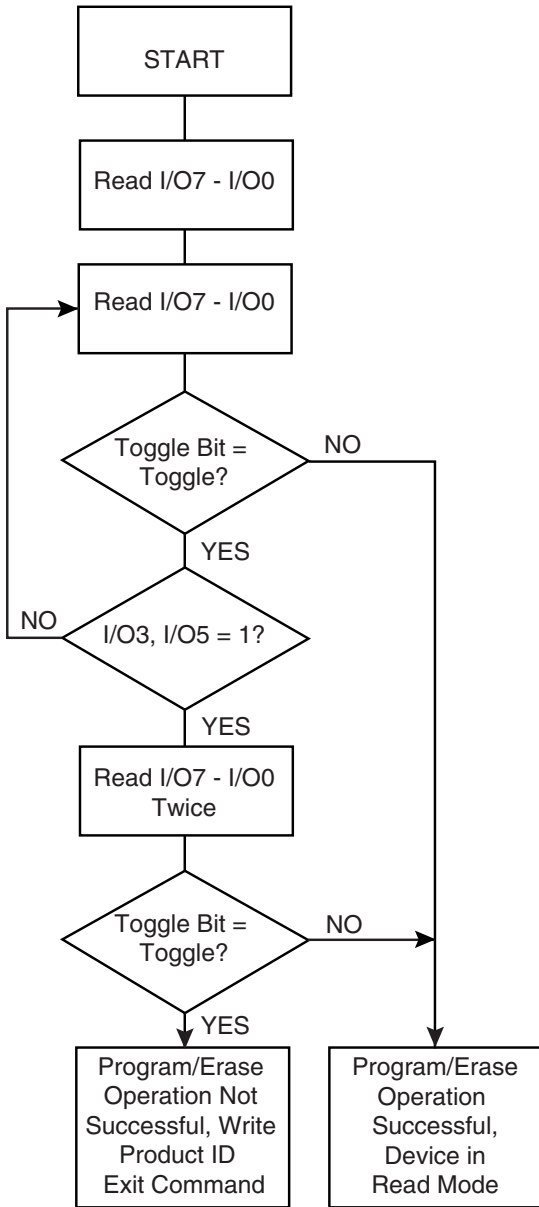 START
Read I/O7 - I/O0
Read I/O7 - I/O0
Toggle Bit =
Toggle?
NO
YES
NO
I/O3, I/O5 = 1?
YES
Read I/O7 - I/O0
Twice
Toggle Bit =
Toggle?
NO
YES
Program/Erase
Operation Not
Successful, Write
Product ID
Exit Command
Program/Erase
Operation
Successful,
Device in
Read Mode